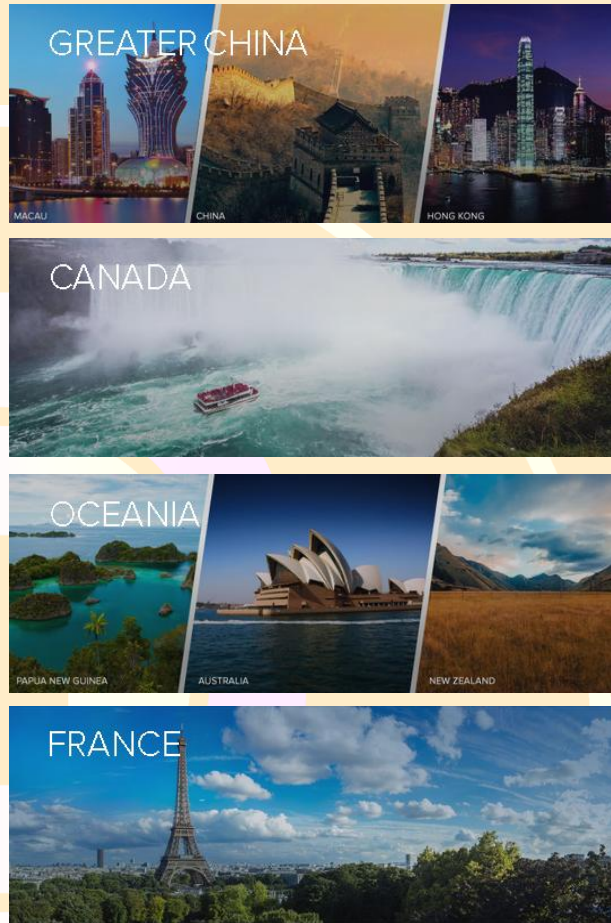 GREATER CHINA
MACAU
CHINA
HONG KONG
CANADA
OCEANIA
PAPUA NEW GUINEA
AUSTRALIA
NEW ZEALAND
FRANCE